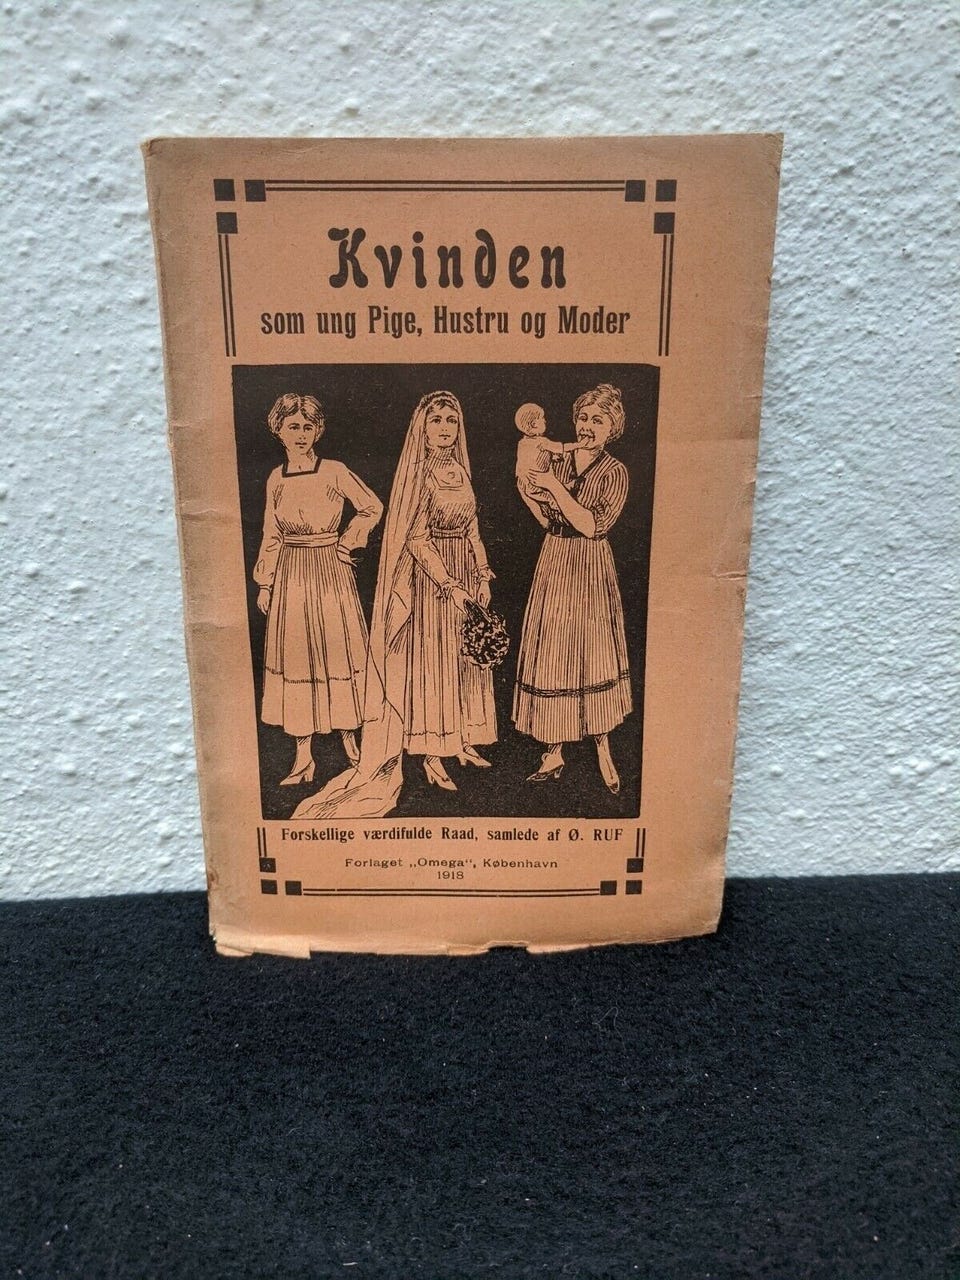 Kvinden
som ung Pige, Hustru og Moder
Forskellige værdifulde Raad, samlede af Ø. RUF
Forlaget „Omega“, København
1918